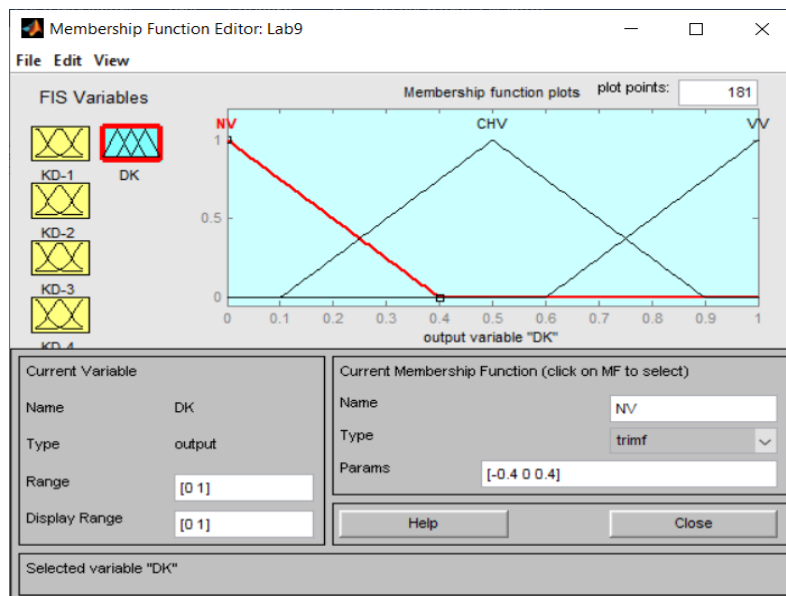 Membership Function Editor: Lab9
File Edit View
FIS Variables
Membership function plots plot points: 181
KD-1
DK
KD-2
KD-3
KD-4
NV CHV VV
1
0.5
0
0 0.1 0.2 0.3 0.4 0.5 0.6 0.7 0.8 0.9 1
output variable "DK"
Current Variable
Name DK
Type output
Range [0 1]
Display Range [0 1]
Current Membership Function (click on MF to select)
Name NV
Type trimf
Params [-0.4 0 0.4]
Help Close
Selected variable "DK"